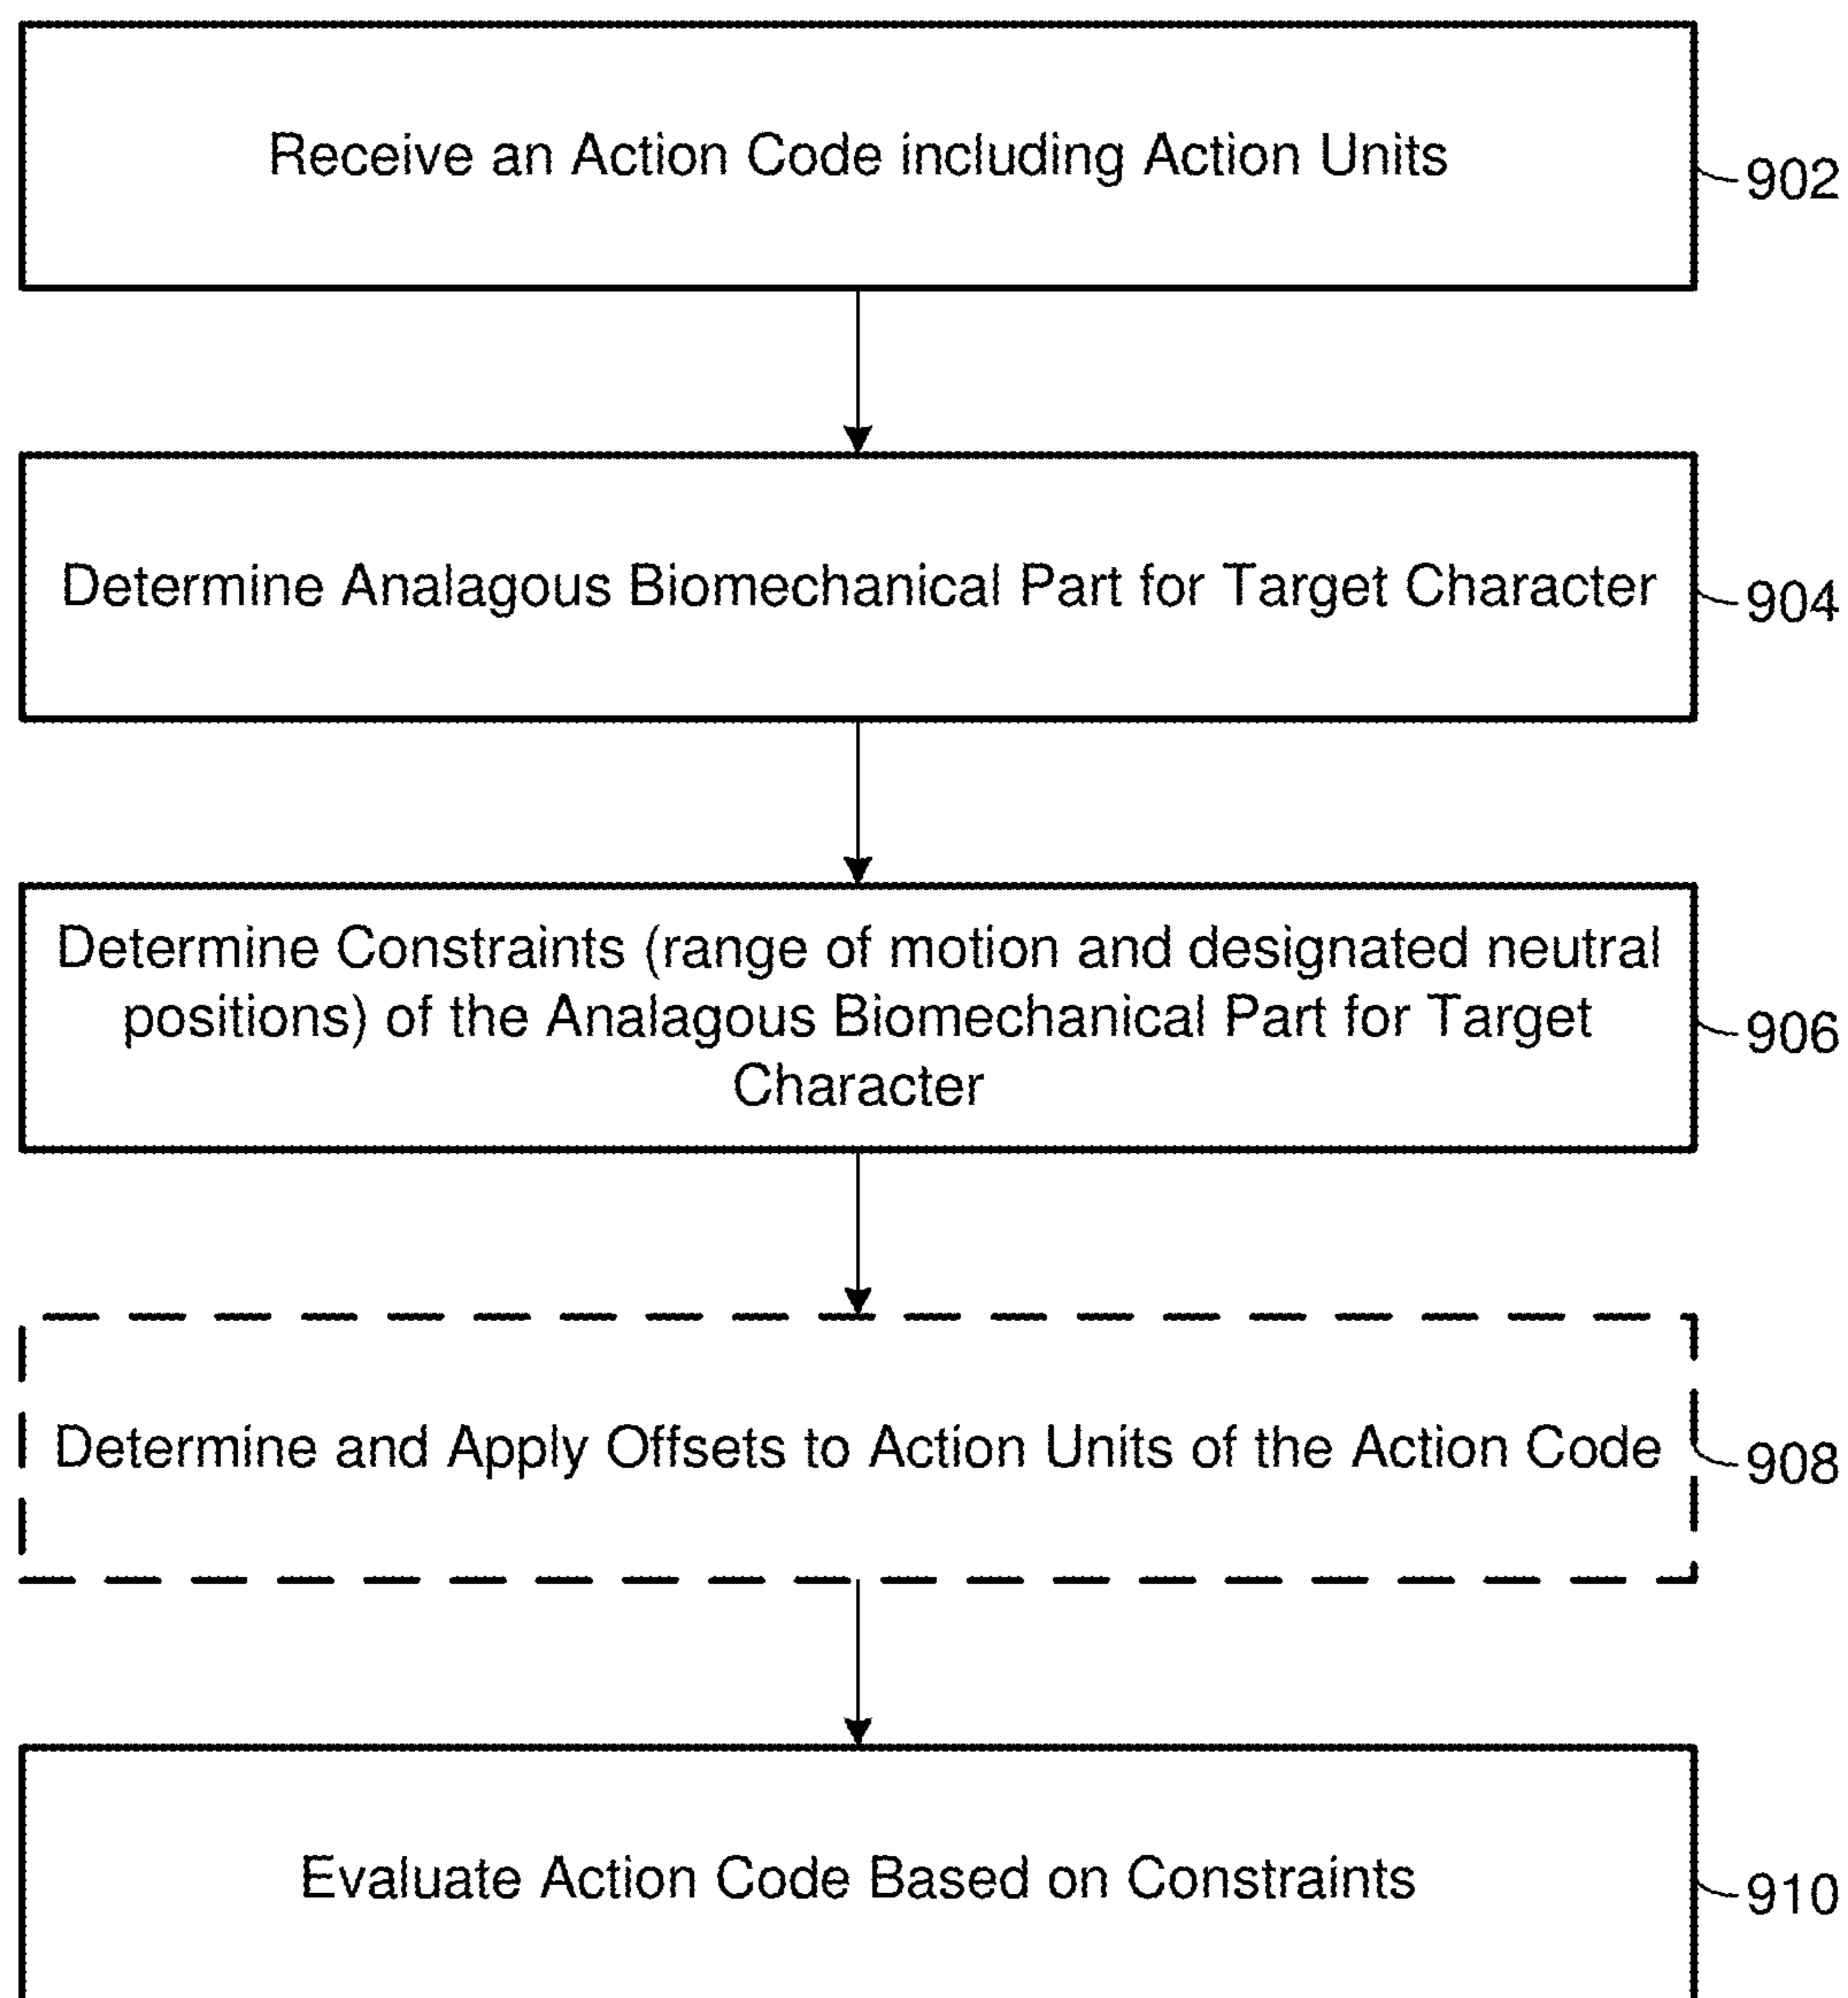 Receive an Action Code including Action Units
902
Determine Analagous Biomechanical Part for Target Character
904
Determine Constraints (range of motion and designated neutral
positions) of the Analagous Biomechanical Part for Target
Character
906
Determine and Apply Offsets to Action Units of the Action Code
908
Evaluate Action Code Based on Constraints
910